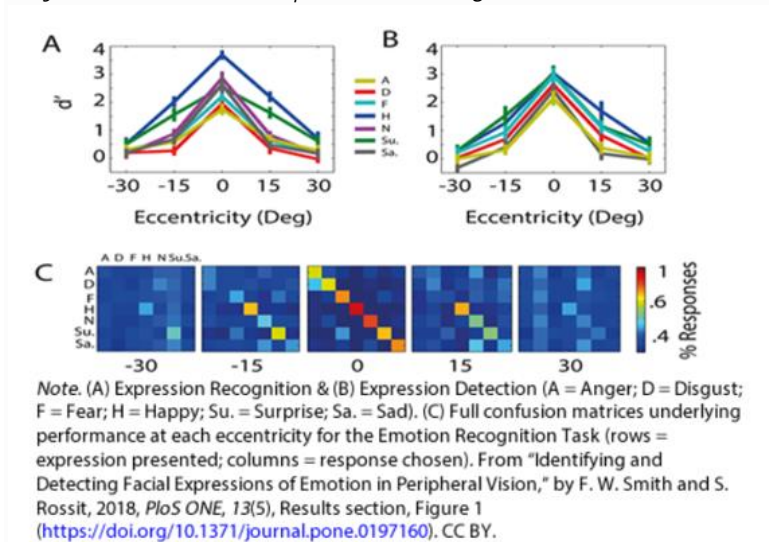 A
B
4
3
2
1
0
d'
-30 -15 0 15 30
Eccentricity (Deg)
A
D
F
H
N
Su.
Sa.
4
3
2
1
0
-30 -15 0 15 30
Eccentricity (Deg)
C
A D F H N Su.Sa.
A
D
F
H
N
Su.
Sa.
-30 -15 0 15 30
1
.6
.4
% Responses
Note. (A) Expression Recognition & (B) Expression Detection (A = Anger; D = Disgust;
F = Fear; H = Happy; Su. = Surprise; Sa. = Sad). (C) Full confusion matrices underlying
performance at each eccentricity for the Emotion Recognition Task (rows =
expression presented; columns = response chosen). From “Identifying and
Detecting Facial Expressions of Emotion in Peripheral Vision,” by F. W. Smith and S.
Rossit, 2018, PloS ONE, 13(5), Results section, Figure 1
(https://doi.org/10.1371/journal.pone.0197160). CC BY.